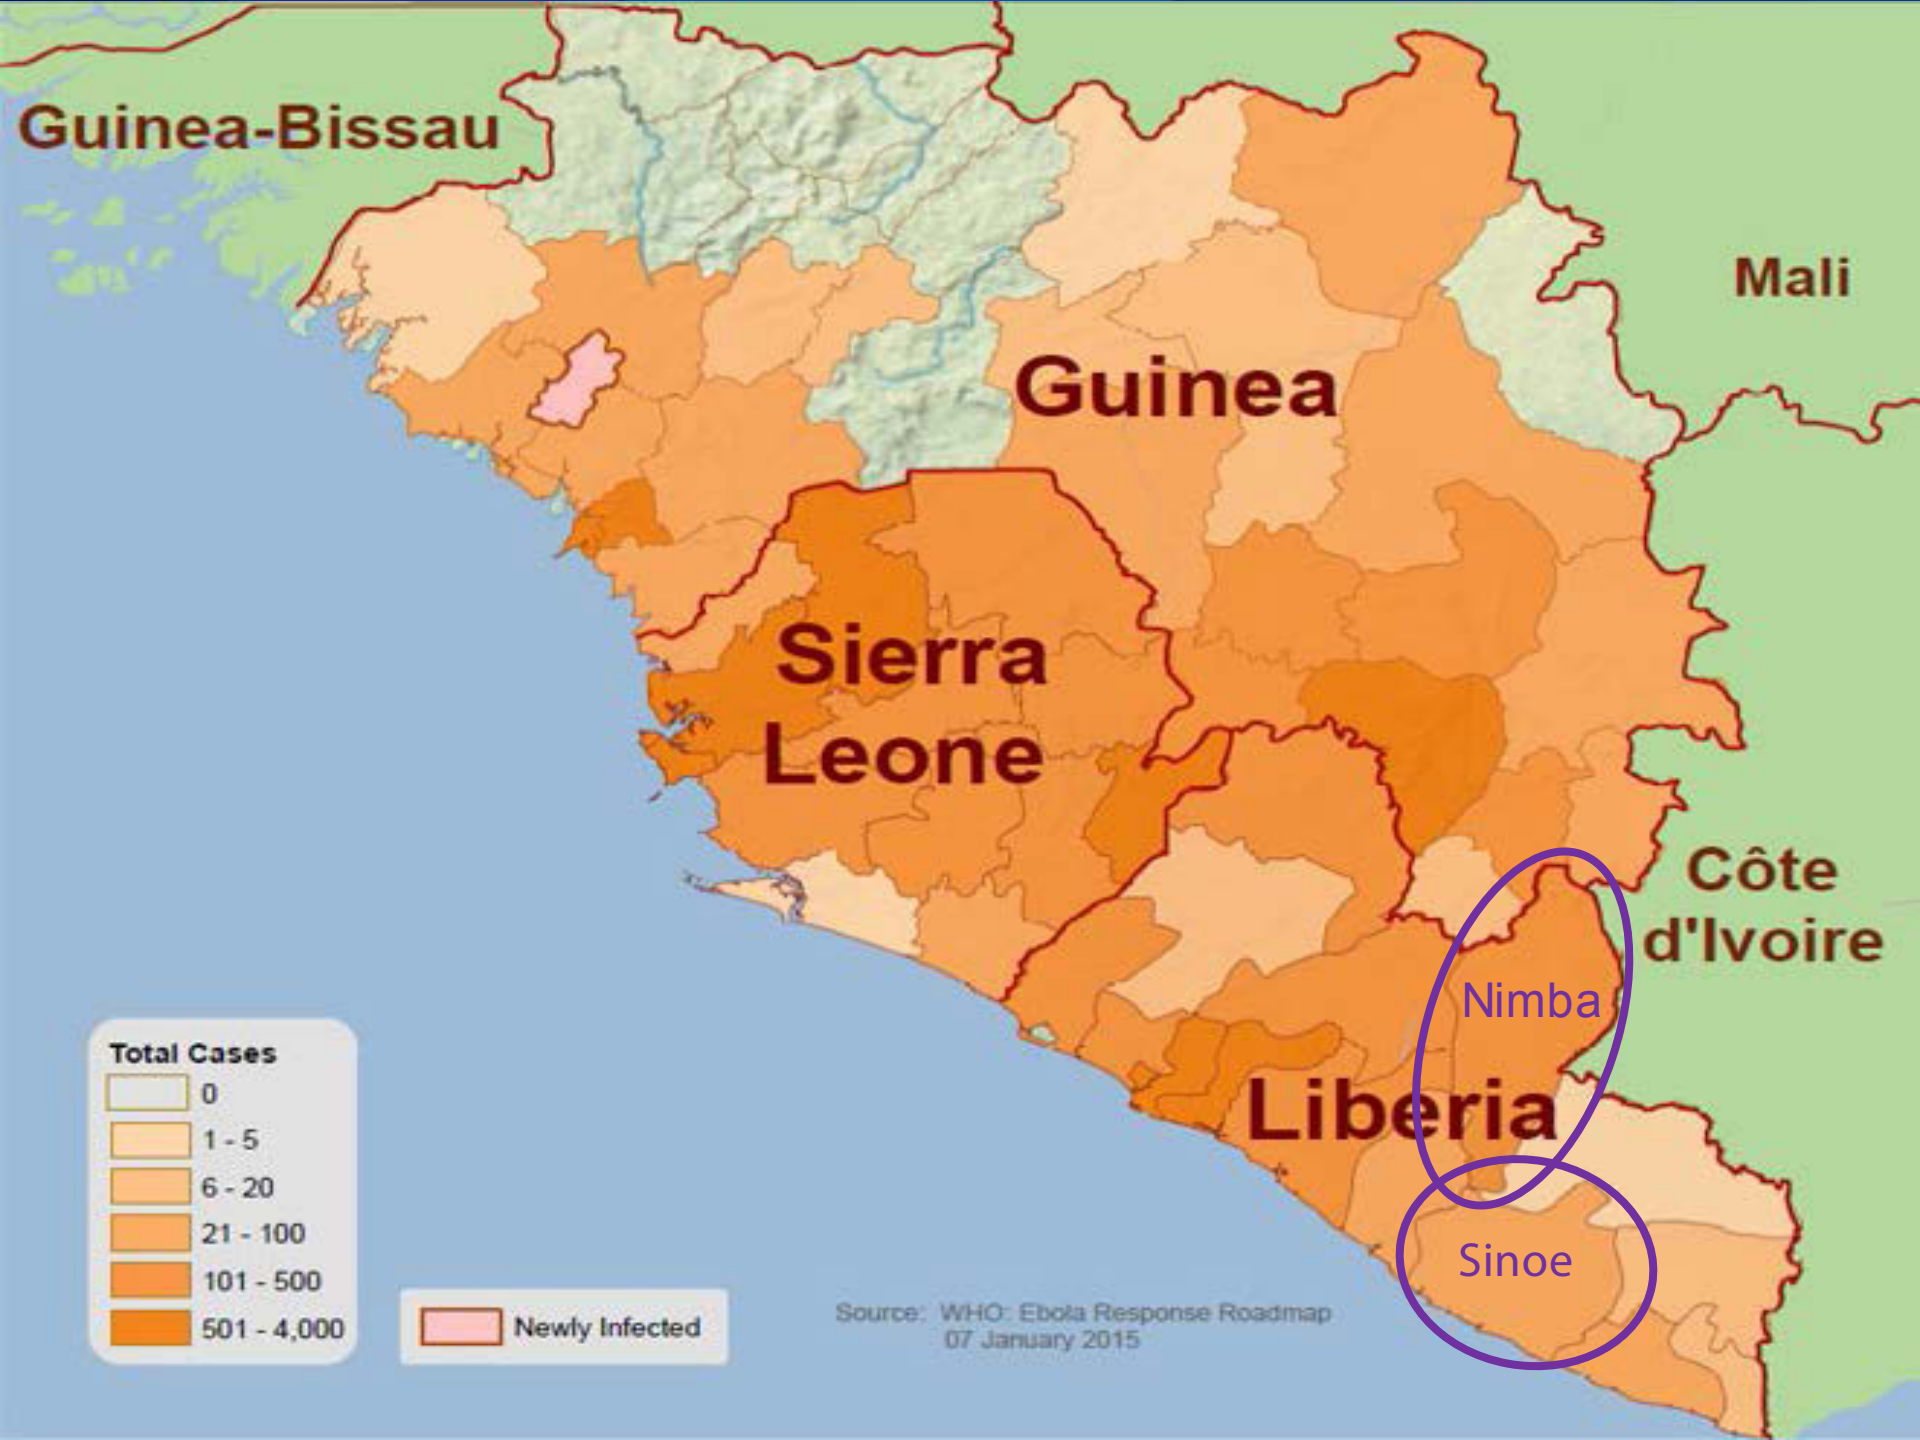 Guinea-Bissau
Mali
Guinea
Sierra
Leone
Côte
d'Ivoire
Nimba
Liberia
Sinoe
Total Cases
0
1 - 5
6 - 20
21 - 100
101 - 500
501 - 4,000
Newly Infected
Source: WHO: Ebola Response Roadmap
07 January 2015